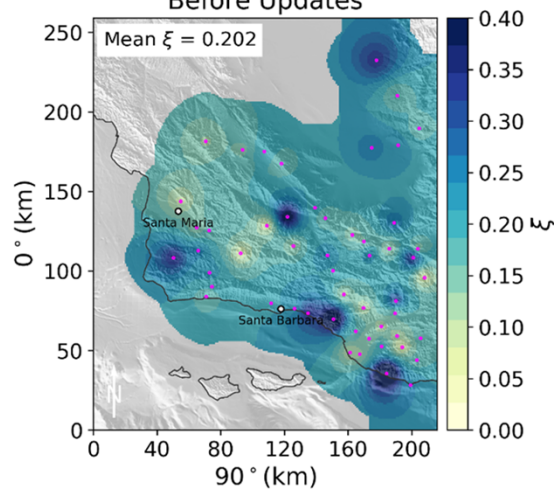 Before Updates
Mean ξ = 0.202
250
200
150
100
50
0
0°(km)
0 40 80 120 160 200
90°(km)
Santa Maria
Santa Barbara
N
0.40
0.35
0.30
0.25
0.20
0.15
0.10
0.05
0.00
ξ